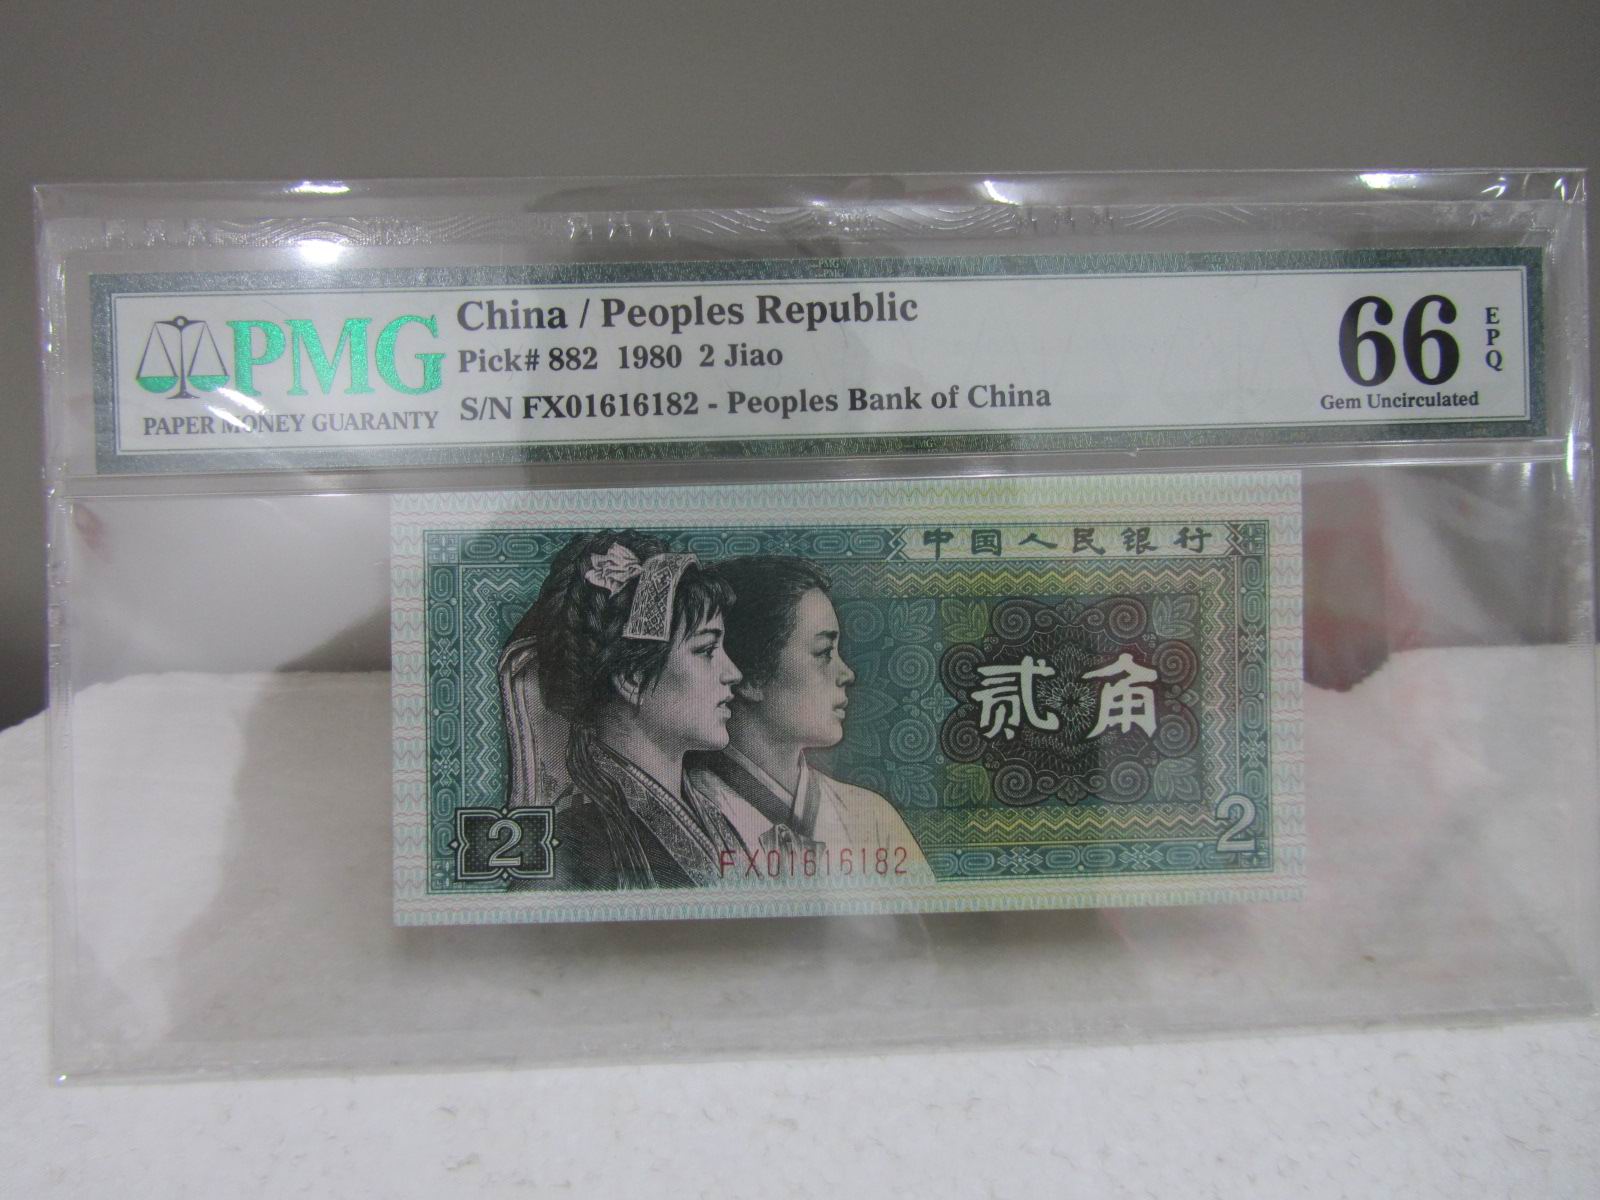 PMG
PAPER MONEY GUARANTY
China / Peoples Republic
Pick# 882 1980 2 Jiao
S/N FX01616182 - Peoples Bank of China
66
EPQ
Gem Uncirculated
中国人民银行
贰角
2
2
FX01616182